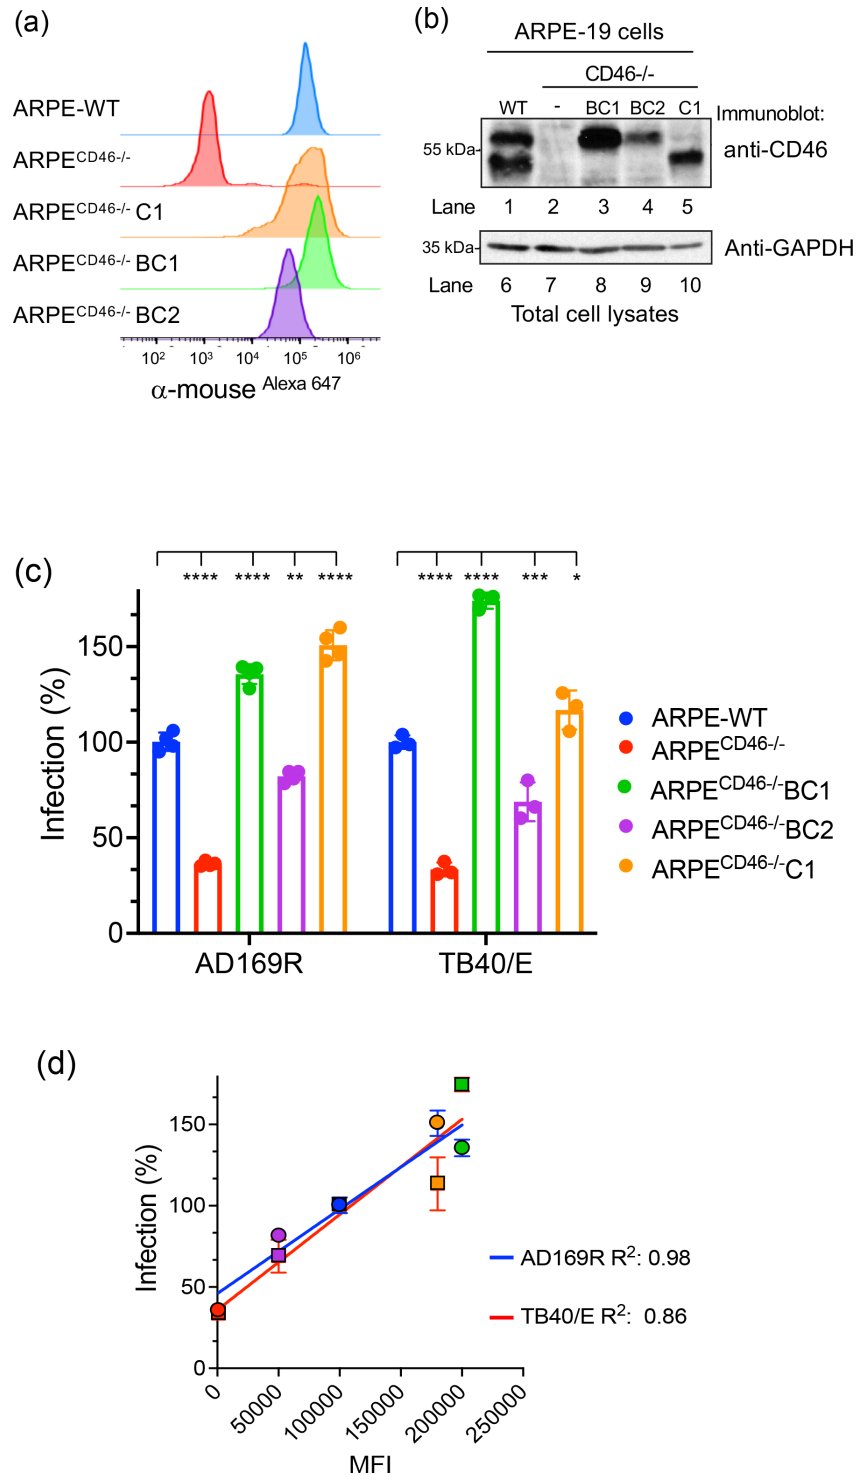 (a)
ARPE-WT
ARPECD46-/-
ARPECD46-/- C1
ARPECD46-/- BC1
ARPECD46-/- BC2
10² 10³ 10⁴ 10⁵ 10⁶
α-mouse Alexa 647
(b)
ARPE-19 cells
CD46-/-
WT - BC1 BC2 C1 Immunoblot:
55 kDa anti-CD46
Lane 1 2 3 4 5
35 kDa Anti-GAPDH
Lane 6 7 8 9 10
Total cell lysates
(c)
**** **** ** **** **** **** *** *
150
100
50
0
Infection (%)
AD169R TB40/E
ARPE-WT
ARPECD46-/-
ARPECD46-/-BC1
ARPECD46-/-BC2
ARPECD46-/-C1
(d)
150
100
50
0
Infection (%)
0 50000 100000 150000 200000 250000
MFI
AD169R R²: 0.98
TB40/E R²: 0.86